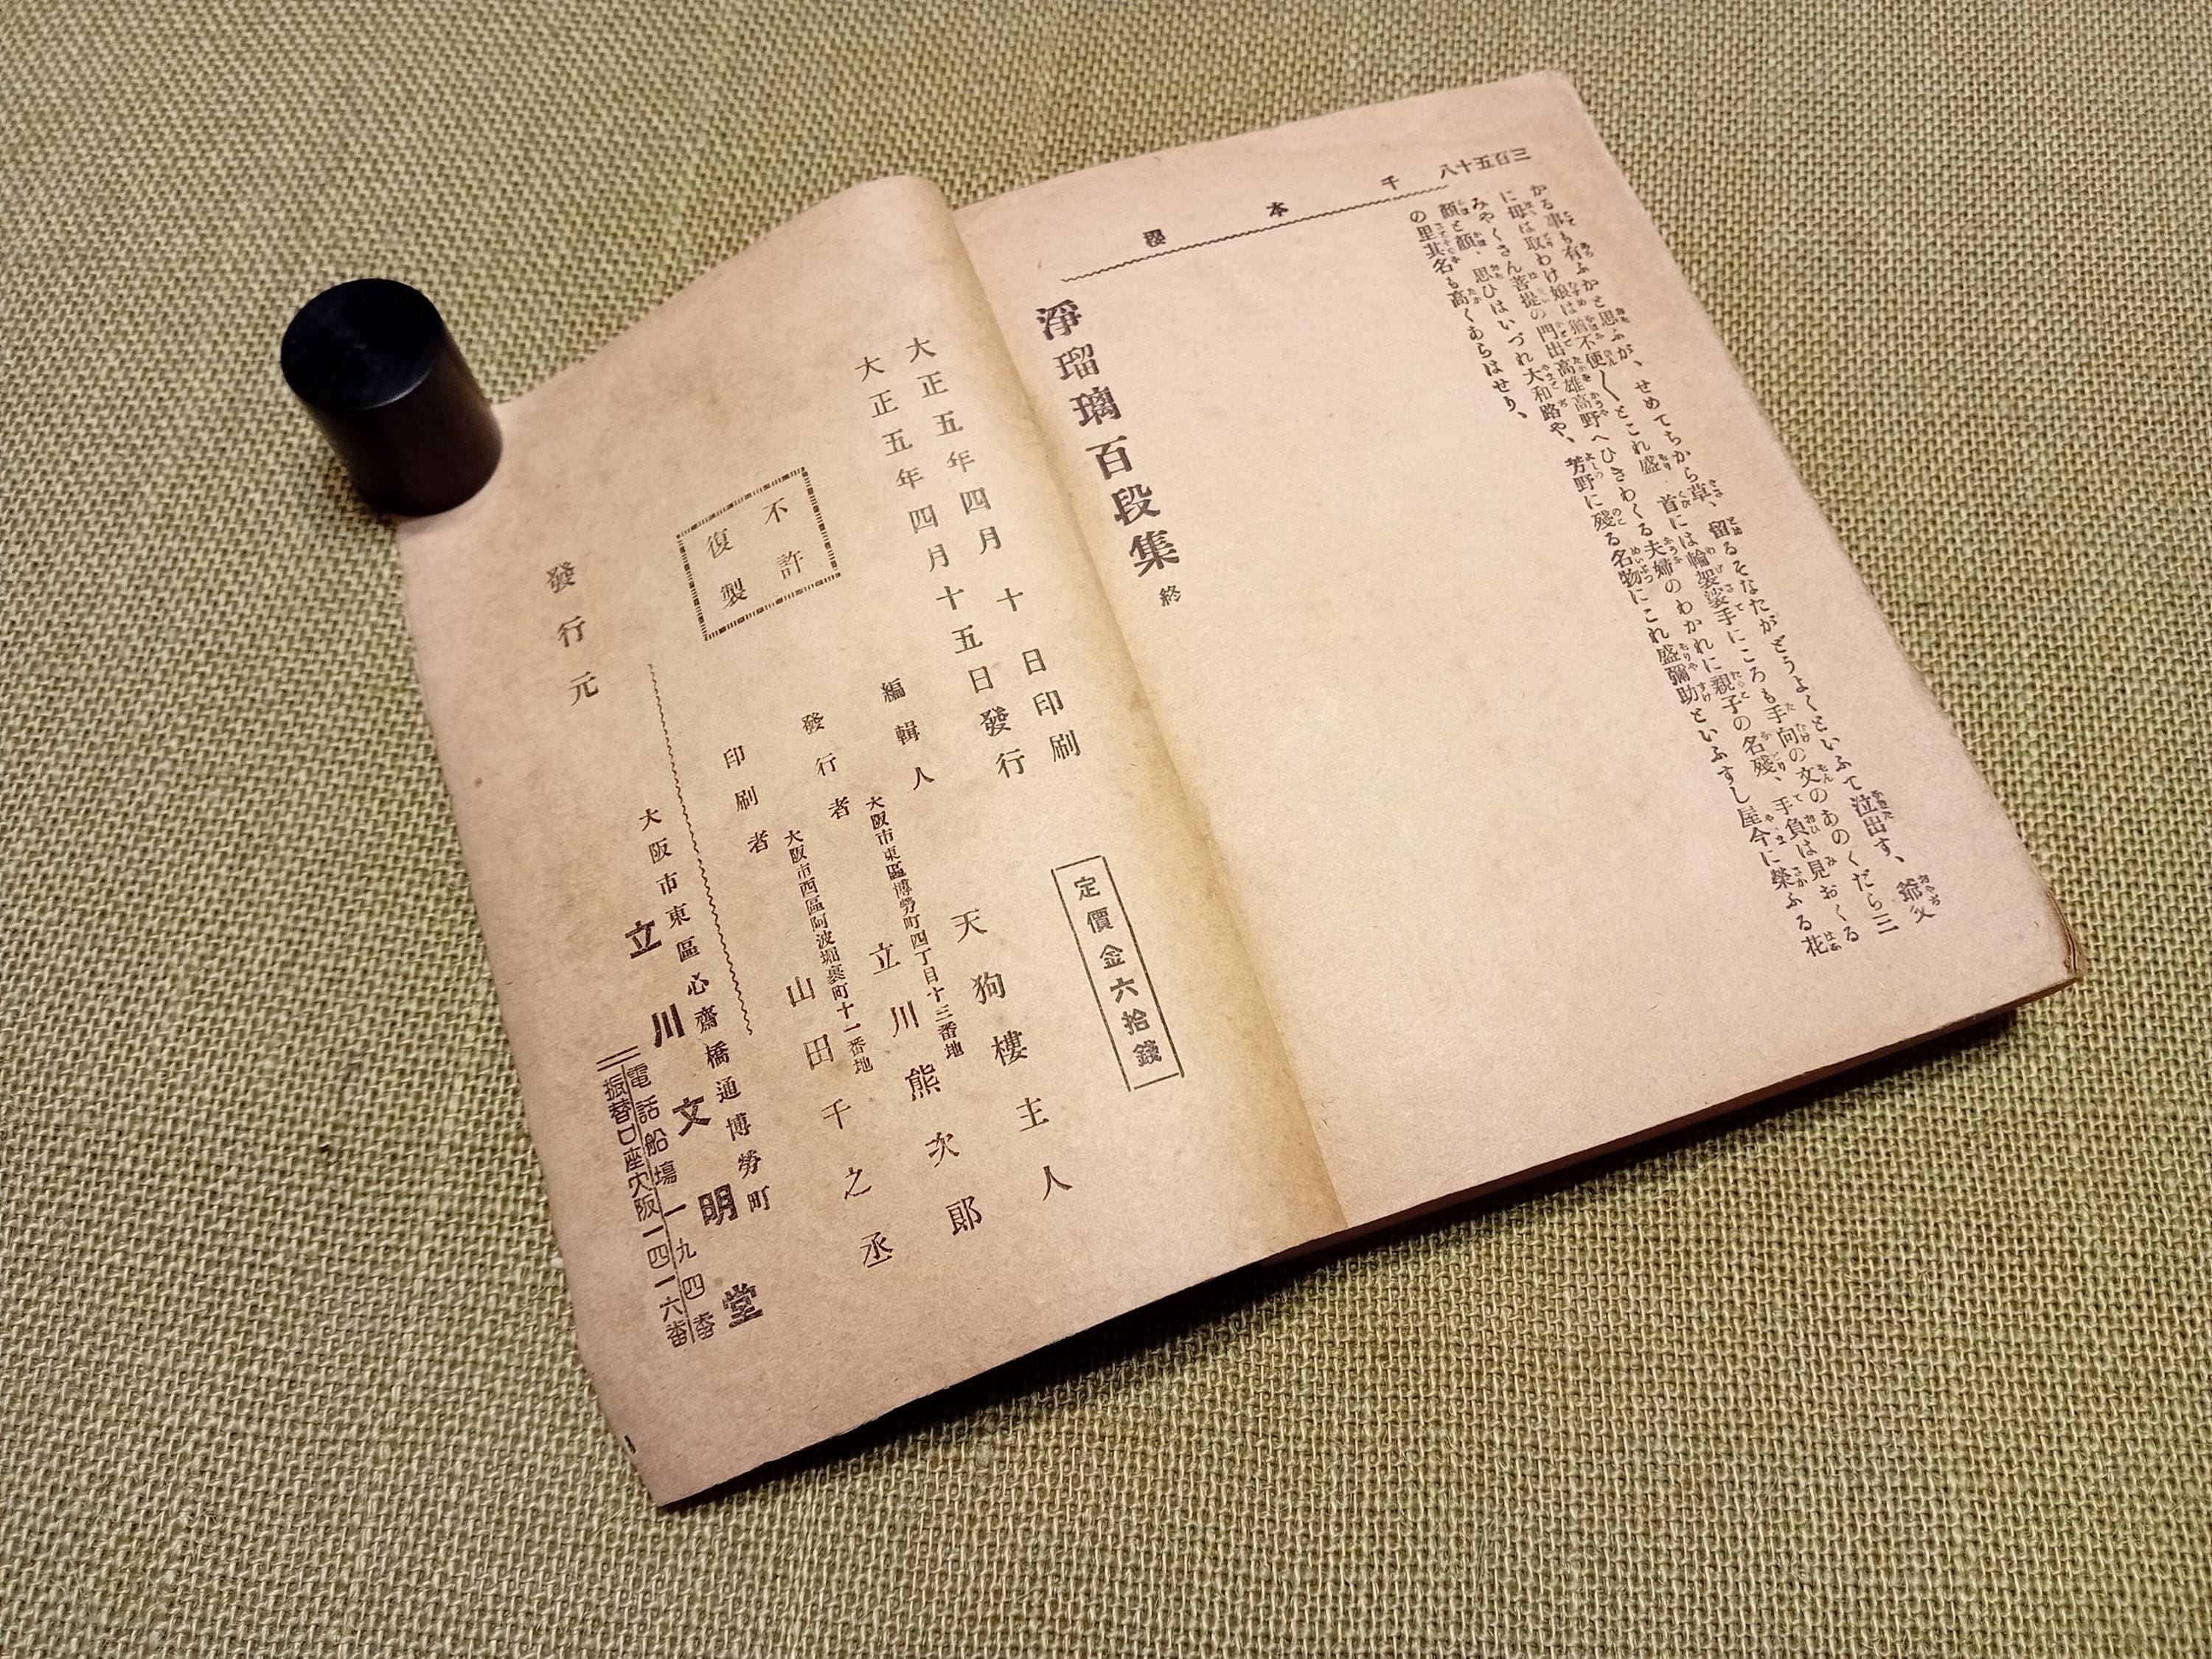 三百五十八
千本櫻
かる事も有ふかと思ふが、せめてちから草、留るそなたがどうよくといふて泣出す、爺父
に母は取わけ娘は猶不便〱とこれ盛　首には輪袈裟手にころも手向の文のあのくだら三
みやくさん菩提の門出高雄高野へひきわくる夫婦のわかれに親子の名殘、手負は見おくる
顏と顏、思ひはいづれ大和路や、芳野に殘る名物にこれ盛彌助といふすし屋今に榮ふる花
の里其名も高くあらはせり、
淨瑠璃百段集 終
大正五年四月十日印刷
大正五年四月十五日發行
定價金六拾錢
不許
復製
編輯人
天狗樓主人
大阪市東區博勞町四丁目十三番地
發行者
立川熊次郎
大阪市西區阿波堀裏町十一番地
印刷者
山田千之丞
發行元
大阪市東區心齋橋通博勞町
立川文明堂
電話船塲一九四番
振替口座大阪一四一六番